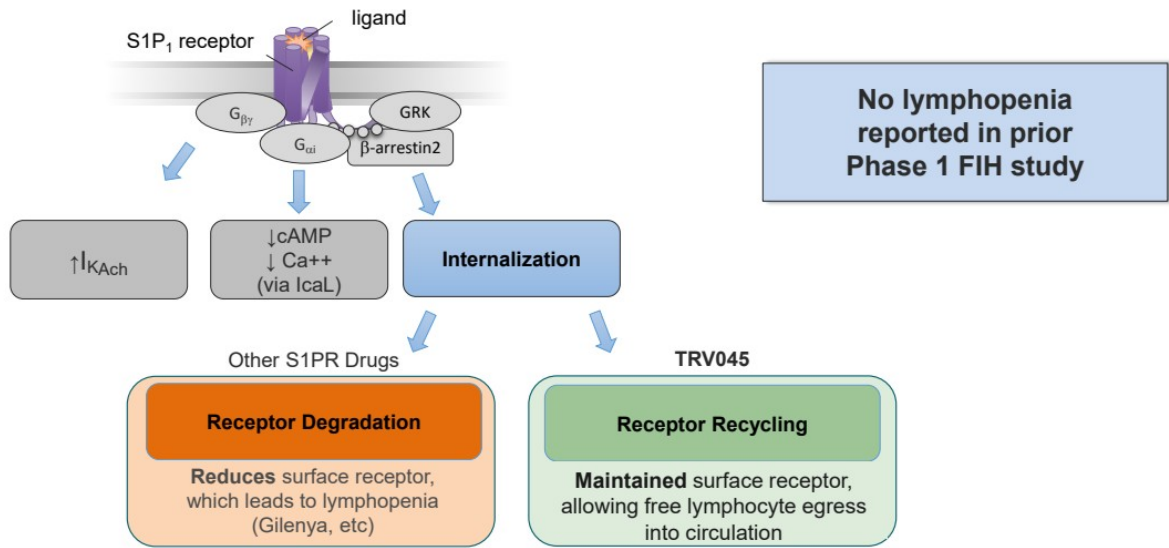 ligand
S1P₁ receptor
Gβγ
GRK
Gαi
β-arrestin2
No lymphopenia
reported in prior
Phase 1 FIH study
↑IKAch
↓cAMP
↓ Ca++
(via IcaL)
Internalization
Other S1PR Drugs
Receptor Degradation
Reduces surface receptor,
which leads to lymphopenia
(Gilenya, etc)
TRV045
Receptor Recycling
Maintained surface receptor,
allowing free lymphocyte egress
into circulation